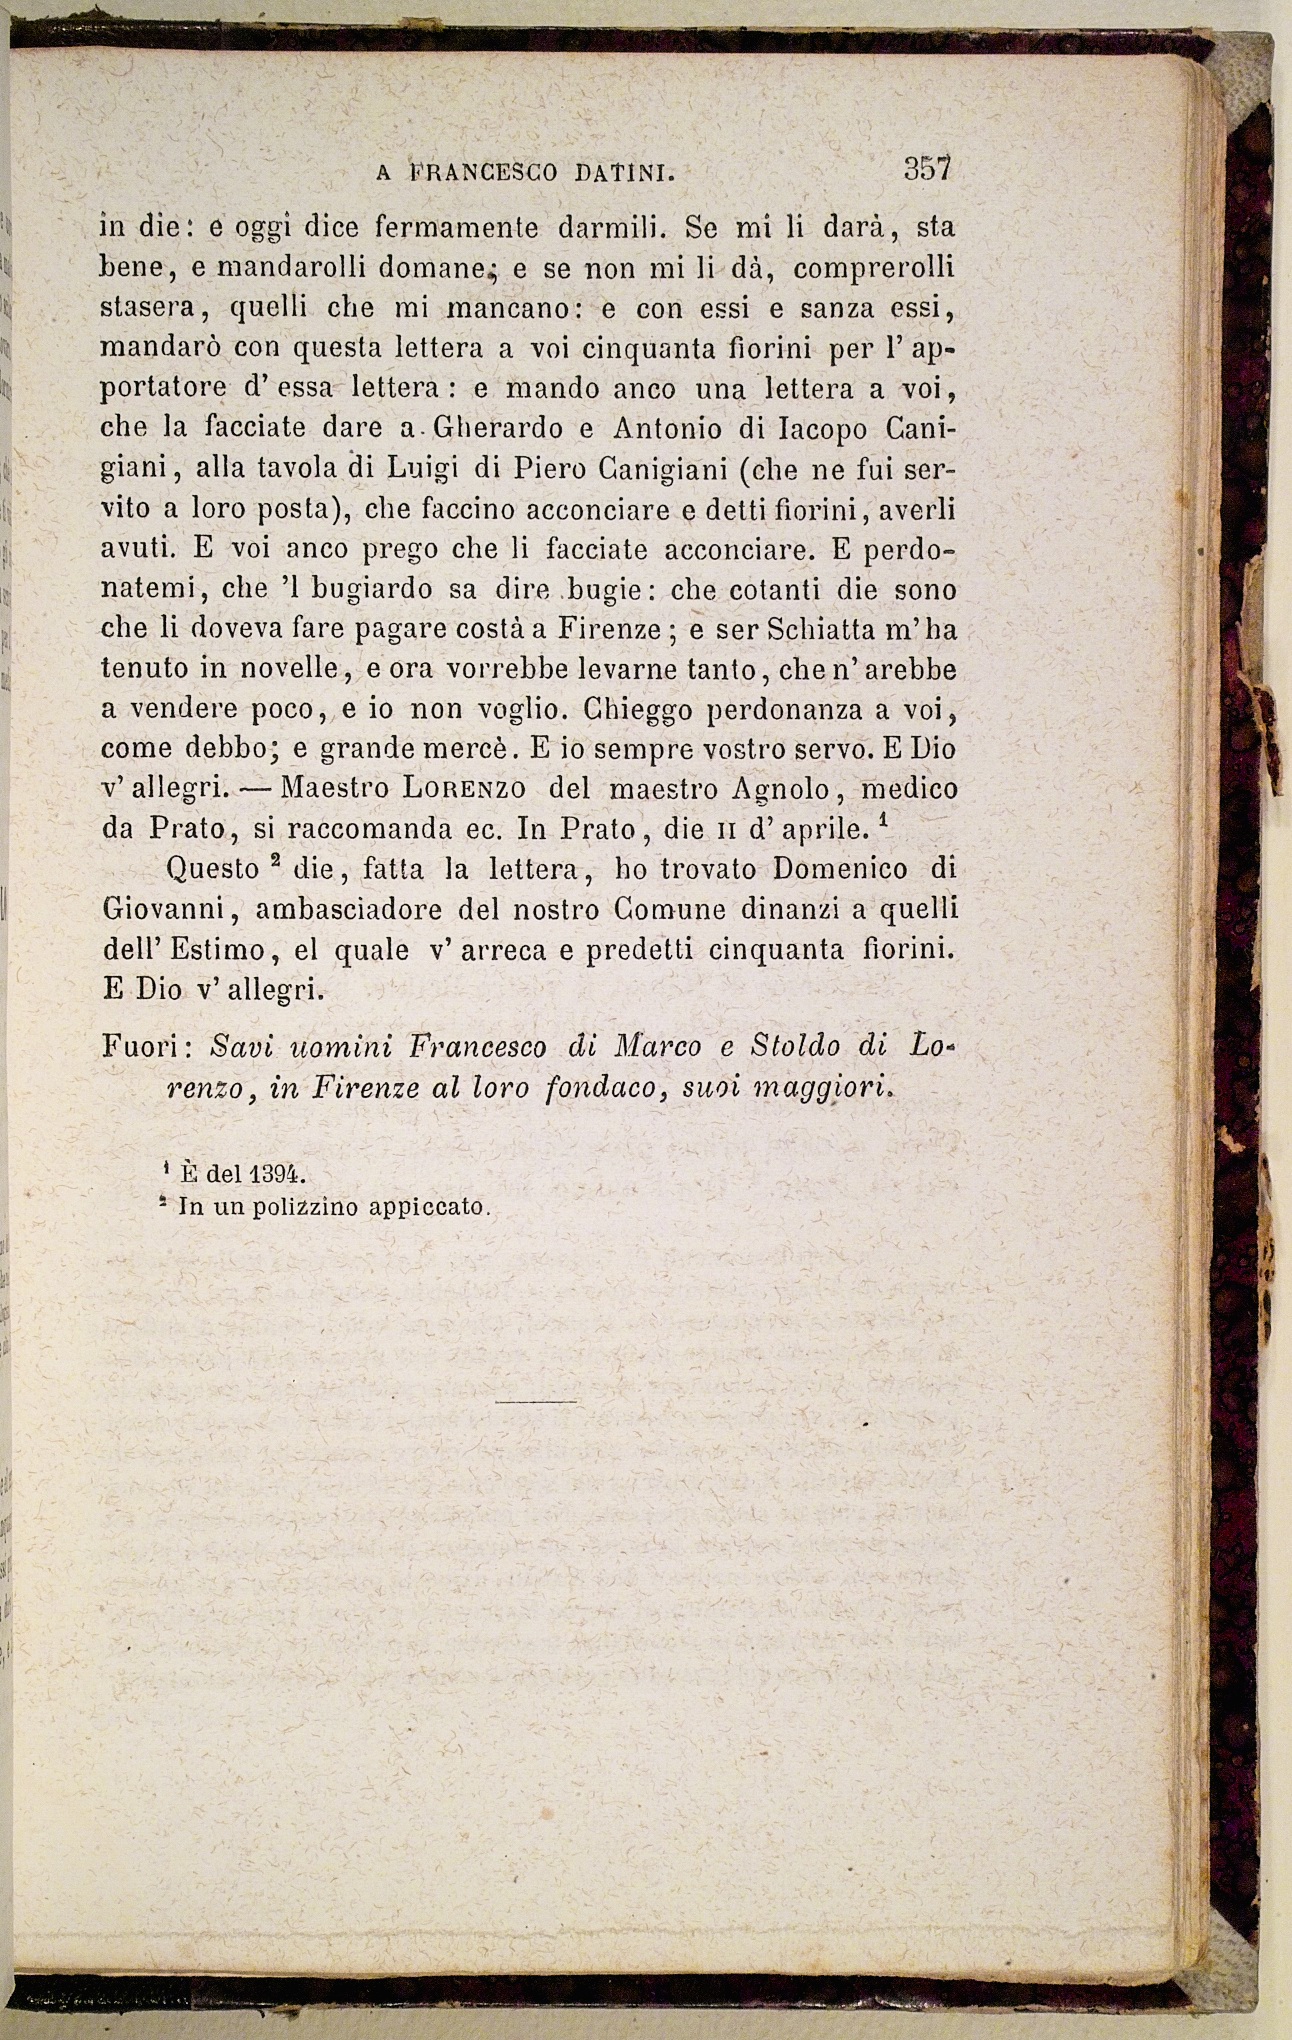 A FRANCESCO DATINI. 357
in die: e oggi dice fermamente darmili. Se mi li darà, sta
bene, e mandarolli domane; e se non mi li dà, comprerolli
stasera, quelli che mi mancano: e con essi e sanza essi,
mandarò con questa lettera a voi cinquanta fiorini per l' ap-
portatore d' essa lettera: e mando anco una lettera a voi,
che la facciate dare a Gherardo e Antonio di Iacopo Cani-
giani, alla tavola di Luigi di Piero Canigiani (che ne fui ser-
vito a loro posta), che faccino acconciare e detti fiorini, averli
avuti. E voi anco prego che li facciate acconciare. E perdo-
natemi, che 'l bugiardo sa dire bugie: che cotanti die sono
che li doveva fare pagare costà a Firenze; e ser Schiatta m' ha
tenuto in novelle, e ora vorrebbe levarne tanto, che n' arebbe
a vendere poco, e io non voglio. Chieggo perdonanza a voi,
come debbo; e grande mercè. E io sempre vostro servo. E Dio
v' allegri. — Maestro LORENZO del maestro Agnolo, medico
da Prato, si raccomanda ec. In Prato, die II d' aprile. ¹
Questo ² die, fatta la lettera, ho trovato Domenico di
Giovanni, ambasciadore del nostro Comune dinanzi a quelli
dell' Estimo, el quale v' arreca e predetti cinquanta fiorini.
E Dio v' allegri.
Fuori: Savi uomini Francesco di Marco e Stoldo di Lo-
renzo, in Firenze al loro fondaco, suoi maggiori.
¹ È del 1394.
² In un polizzino appiccato.